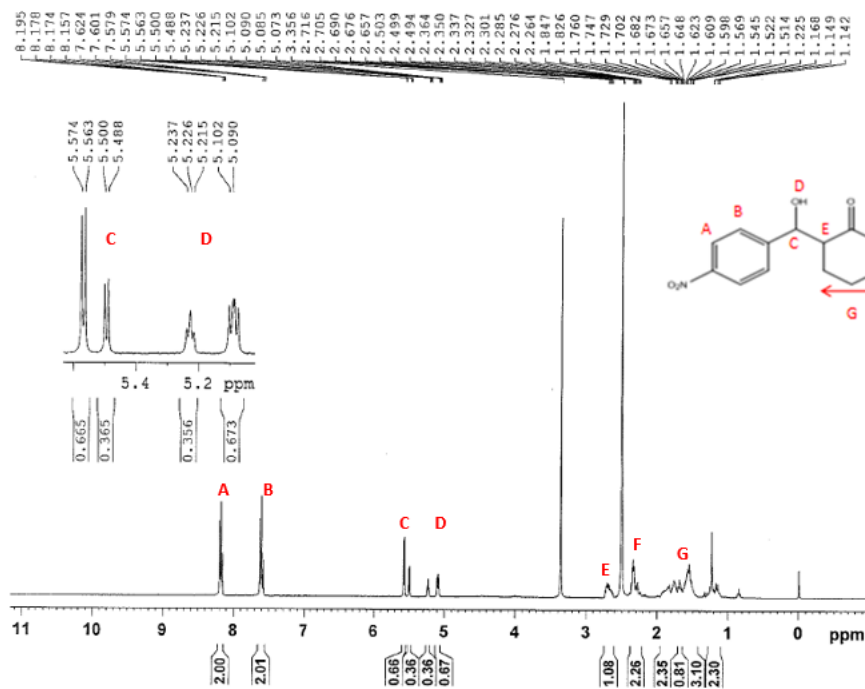 8.195 8.178 8.174 8.157 7.624 7.601 7.579 5.574 5.563 5.500 5.488 5.237 5.226 5.215 5.102 5.090 5.085 5.073 3.356 2.716 2.705 2.690 2.676 2.657 2.503 2.499 2.494 2.364 2.350 2.337 2.327 2.301 2.285 2.276 2.264 1.847 1.826 1.760 1.747 1.729 1.702 1.682 1.673 1.657 1.648 1.623 1.609 1.598 1.569 1.545 1.522 1.514 1.225 1.168 1.149 1.142
5.574 5.563 5.500 5.488 5.237 5.226 5.215 5.102 5.090
C D
D
OH O
A B E
C
O₂N
G
5.4 5.2 ppm
0.665 0.365 0.356 0.673
A B C D E F G
11 10 9 8 7 6 5 4 3 2 1 0 ppm
2.00 2.01 0.66 0.36 0.36 0.67 1.08 2.26 2.35 0.81 3.10 2.30